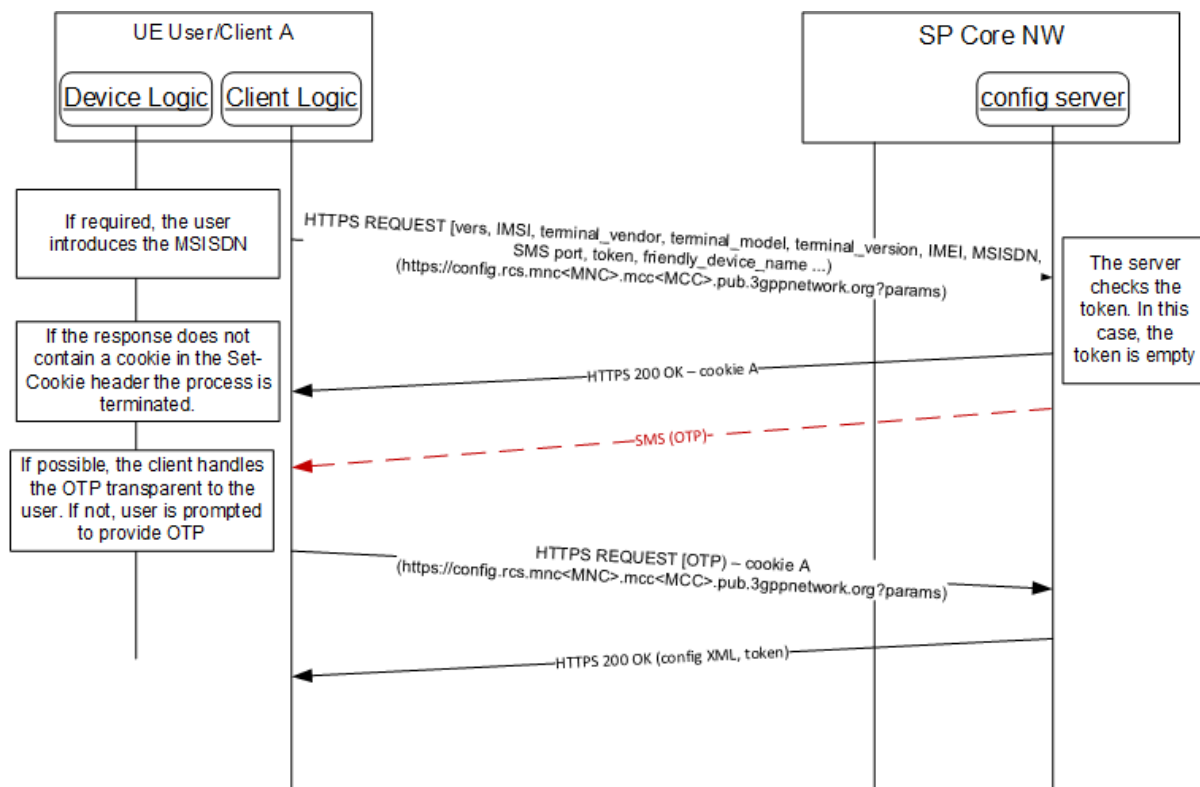 UE User/Client A
SP Core NW
Device Logic
Client Logic
config server
If required, the user
introduces the MSISDN
HTTPS REQUEST [vers, IMSI, terminal_vendor, terminal_model, terminal_version, IMEI, MSISDN,
SMS port, token, friendly_device_name ...)
(https://config.rcs.mnc<MNC>.mcc<MCC>.pub.3gppnetwork.org?params)
The server
checks the
token. In this
case, the
token is empty
If the response does not
contain a cookie in the Set-
Cookie header the process is
terminated.
HTTPS 200 OK – cookie A
SMS (OTP)
If possible, the client handles
the OTP transparent to the
user. If not, user is prompted
to provide OTP
HTTPS REQUEST [OTP) – cookie A
(https://config.rcs.mnc<MNC>.mcc<MCC>.pub.3gppnetwork.org?params)
HTTPS 200 OK (config XML, token)